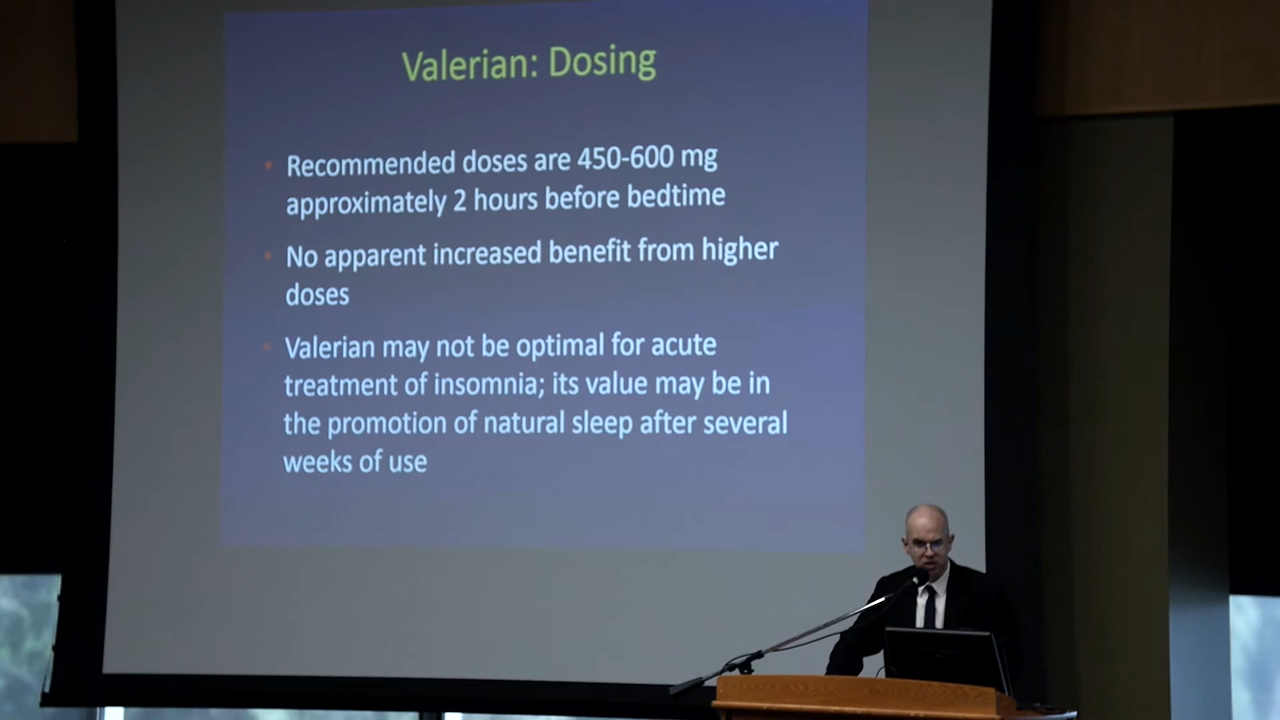 Valerian: Dosing
• Recommended doses are 450-600 mg
approximately 2 hours before bedtime
• No apparent increased benefit from higher
doses
• Valerian may not be optimal for acute
treatment of insomnia; its value may be in
the promotion of natural sleep after several
weeks of use